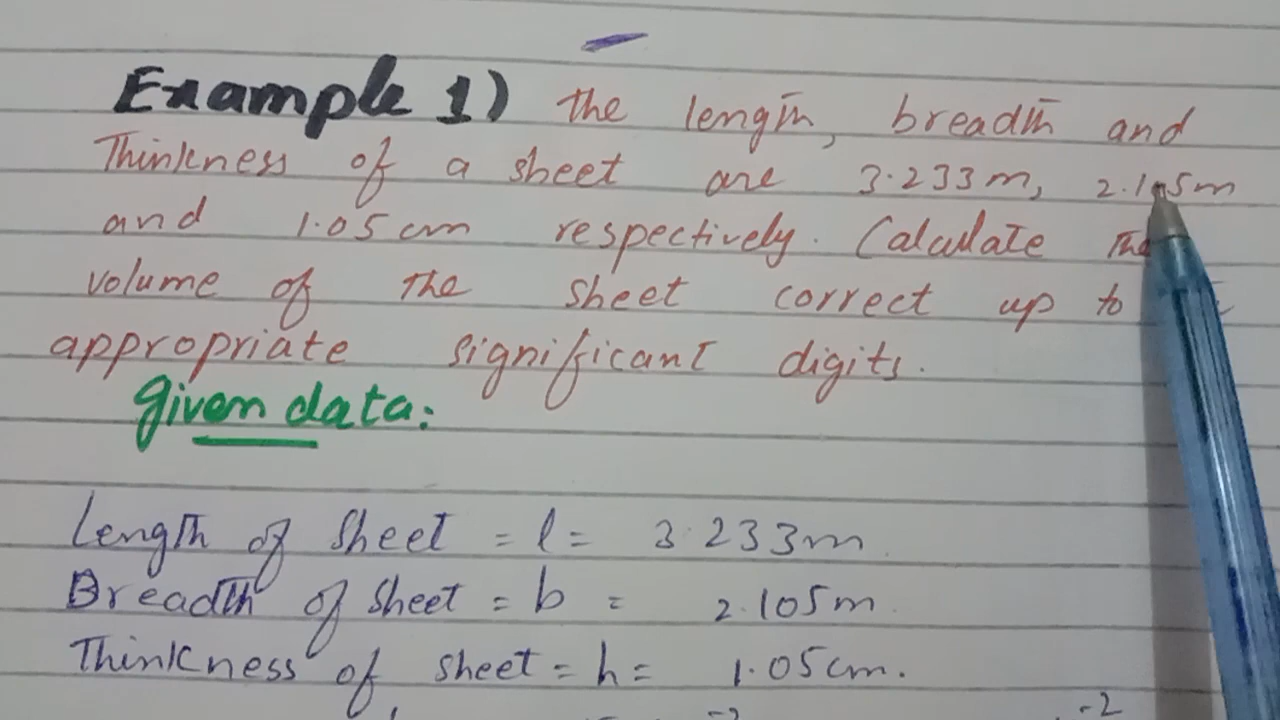 Example 1) The length, breadth and
Thinkness of a sheet are 3.233m, 2.105m
and 1.05cm respectively. Calculate The
volume of The sheet correct up to
appropriate significant digits.
Given data:
Length of Sheet = l = 3.233m
Breadth of Sheet = b = 2.105m
Thinkness of sheet = h = 1.05cm.